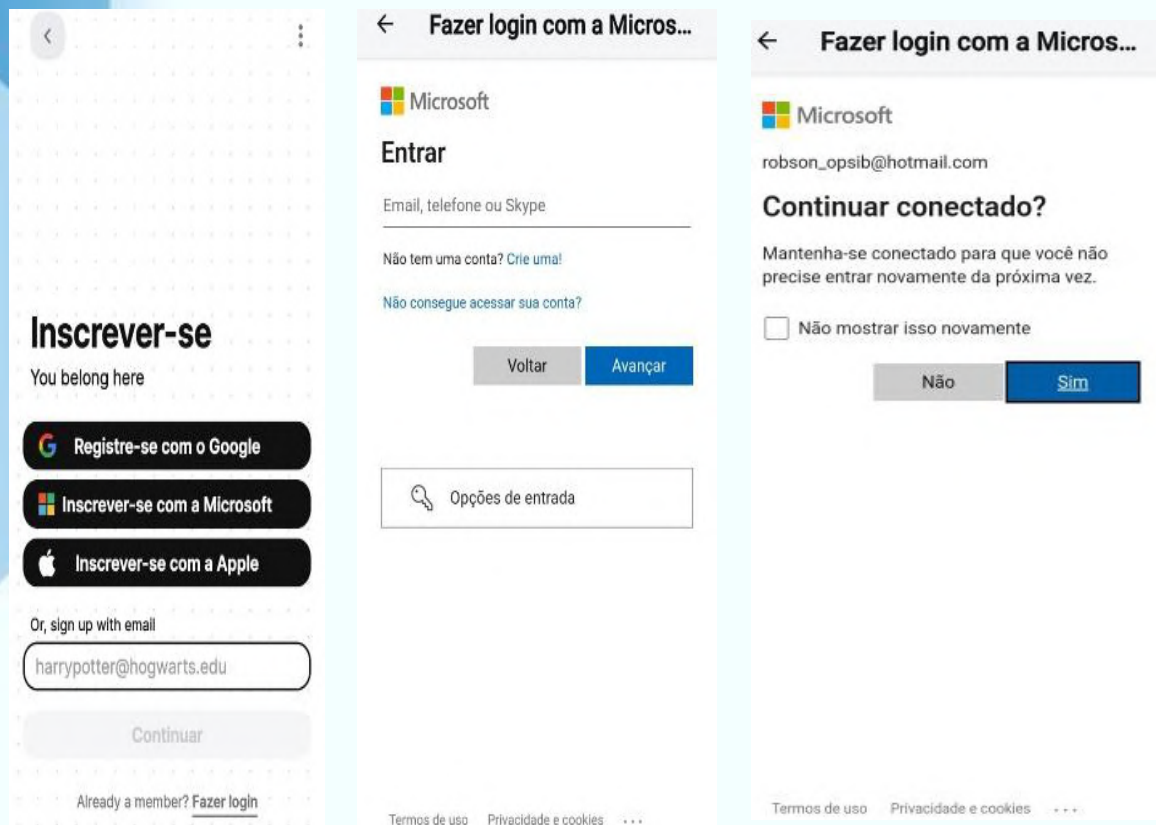 Inscrever-se
You belong here
Registre-se com o Google
Inscrever-se com a Microsoft
Inscrever-se com a Apple
Or, sign up with email
harrypotter@hogwarts.edu
Continuar
Already a member? Fazer login
Fazer login com a Micros...
Microsoft
Entrar
Email, telefone ou Skype
Não tem uma conta? Crie uma!
Não consegue acessar sua conta?
Voltar
Avançar
Opções de entrada
Termos de uso Privacidade e cookies ...
Fazer login com a Micros...
Microsoft
robson_opsib@hotmail.com
Continuar conectado?
Mantenha-se conectado para que você não
precise entrar novamente da próxima vez.
Não mostrar isso novamente
Não
Sim
Termos de uso Privacidade e cookies ...